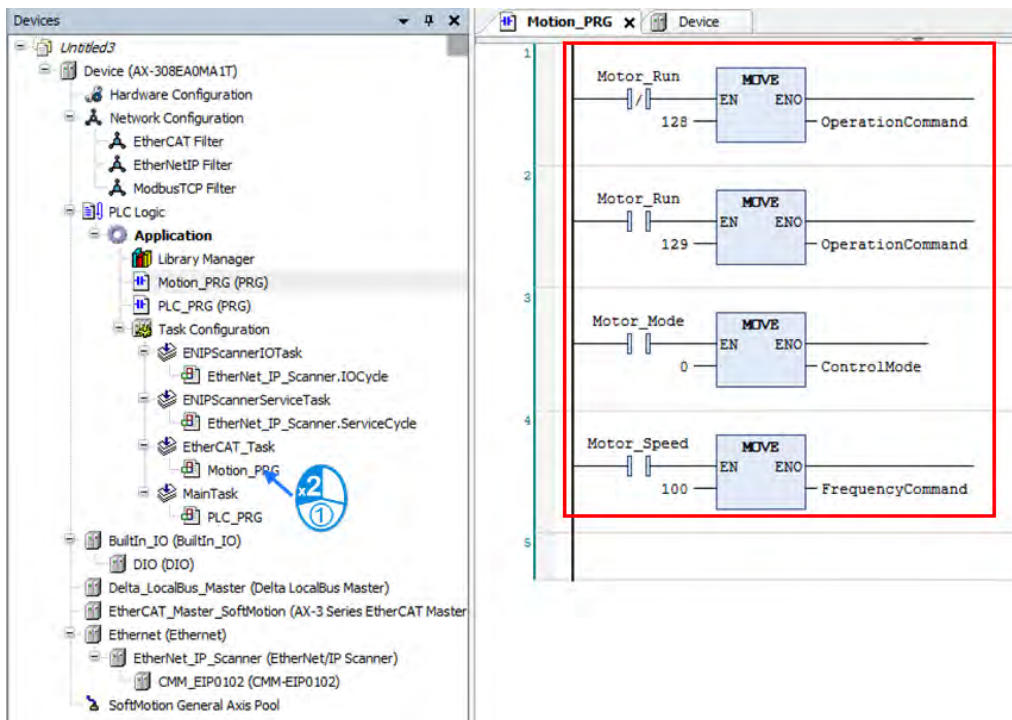 Devices
Untitled3
Device (AX-308EA0MA1T)
Hardware Configuration
Network Configuration
EtherCAT Filter
EtherNetIP Filter
ModbusTCP Filter
PLC Logic
Application
Library Manager
Motion_PRG (PRG)
PLC_PRG (PRG)
Task Configuration
ENIPScannerIOTask
EtherNet_IP_Scanner.IOCycle
ENIPScannerServiceTask
EtherNet_IP_Scanner.ServiceCycle
EtherCAT_Task
Motion_PRG
x2
1
MainTask
PLC_PRG
BuiltIn_IO (BuiltIn_IO)
DIO (DIO)
Delta_LocalBus_Master (Delta LocalBus Master)
EtherCAT_Master_SoftMotion (AX-3 Series EtherCAT Master
Ethernet (Ethernet)
EtherNet_IP_Scanner (EtherNet/IP Scanner)
CMM_EIP0102 (CMM-EIP0102)
SoftMotion General Axis Pool
Motion_PRG Device
1
Motor_Run MOVE
EN ENO
128 OperationCommand
2
Motor_Run MOVE
EN ENO
129 OperationCommand
3
Motor_Mode MOVE
EN ENO
0 ControlMode
4
Motor_Speed MOVE
EN ENO
100 FrequencyCommand
5